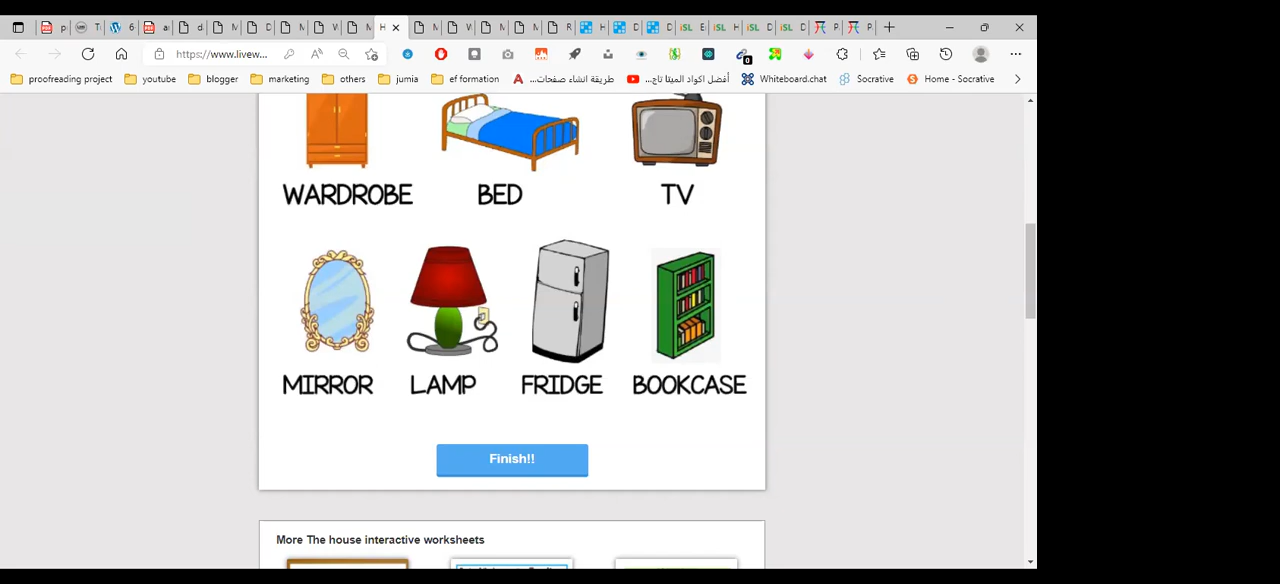 https://www.livew...
proofreading project
youtube
blogger
marketing
others
jumia
ef formation
طريقة انشاء صفحات...
أفضل اكواد الميتا تاج...
Whiteboard.chat
Socrative
Home - Socrative
WARDROBE BED TV
MIRROR LAMP FRIDGE BOOKCASE
Finish!!
More The house interactive worksheets